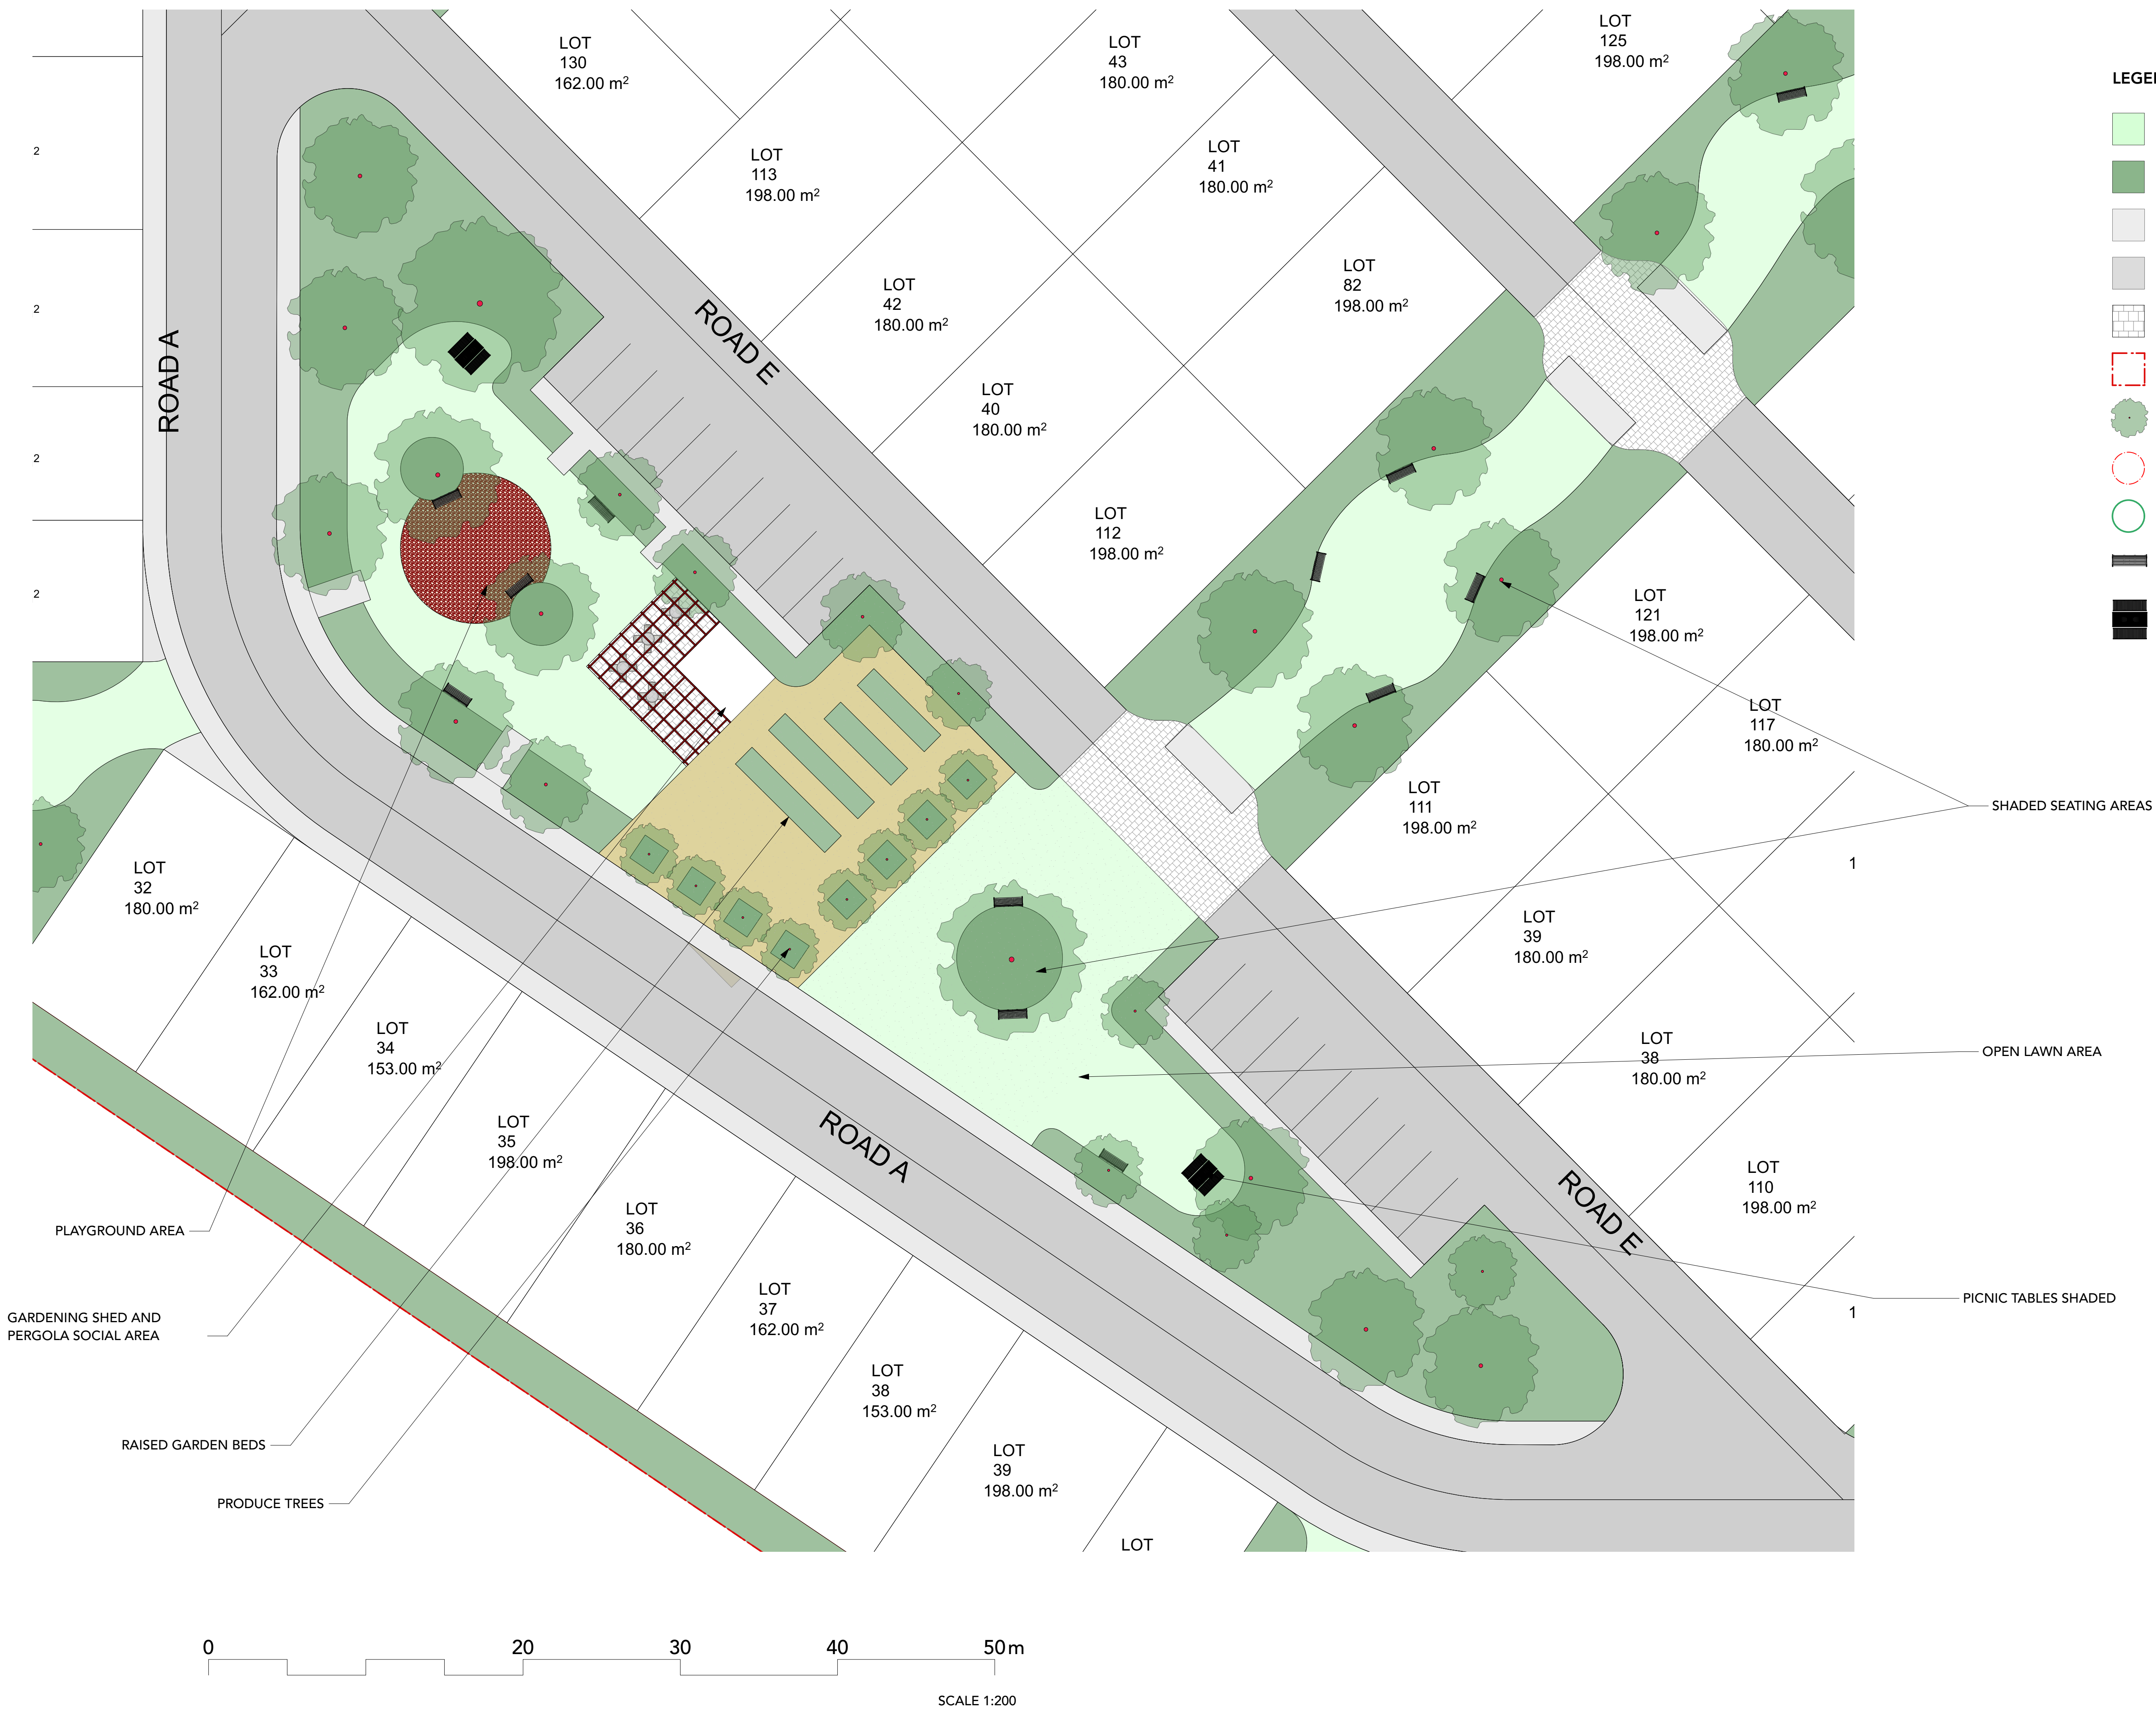 LOT
130
162.00 m²
LOT
43
180.00 m²
LOT
125
198.00 m²
LEGE
LOT
113
198.00 m²
LOT
41
180.00 m²
2
LOT
42
180.00 m²
LOT
82
198.00 m²
2
ROAD A
ROAD E
LOT
40
180.00 m²
2
LOT
112
198.00 m²
2
LOT
121
198.00 m²
LOT
117
180.00 m²
SHADED SEATING AREAS
LOT
111
198.00 m²
1
LOT
32
180.00 m²
LOT
33
162.00 m²
LOT
39
180.00 m²
LOT
34
153.00 m²
LOT
38
180.00 m²
OPEN LAWN AREA
LOT
35
198.00 m²
ROAD A
LOT
110
198.00 m²
ROAD E
PLAYGROUND AREA
LOT
36
180.00 m²
PICNIC TABLES SHADED
1
GARDENING SHED AND
PERGOLA SOCIAL AREA
LOT
37
162.00 m²
LOT
38
153.00 m²
RAISED GARDEN BEDS
LOT
39
198.00 m²
PRODUCE TREES
LOT
0 20 30 40 50m
SCALE 1:200